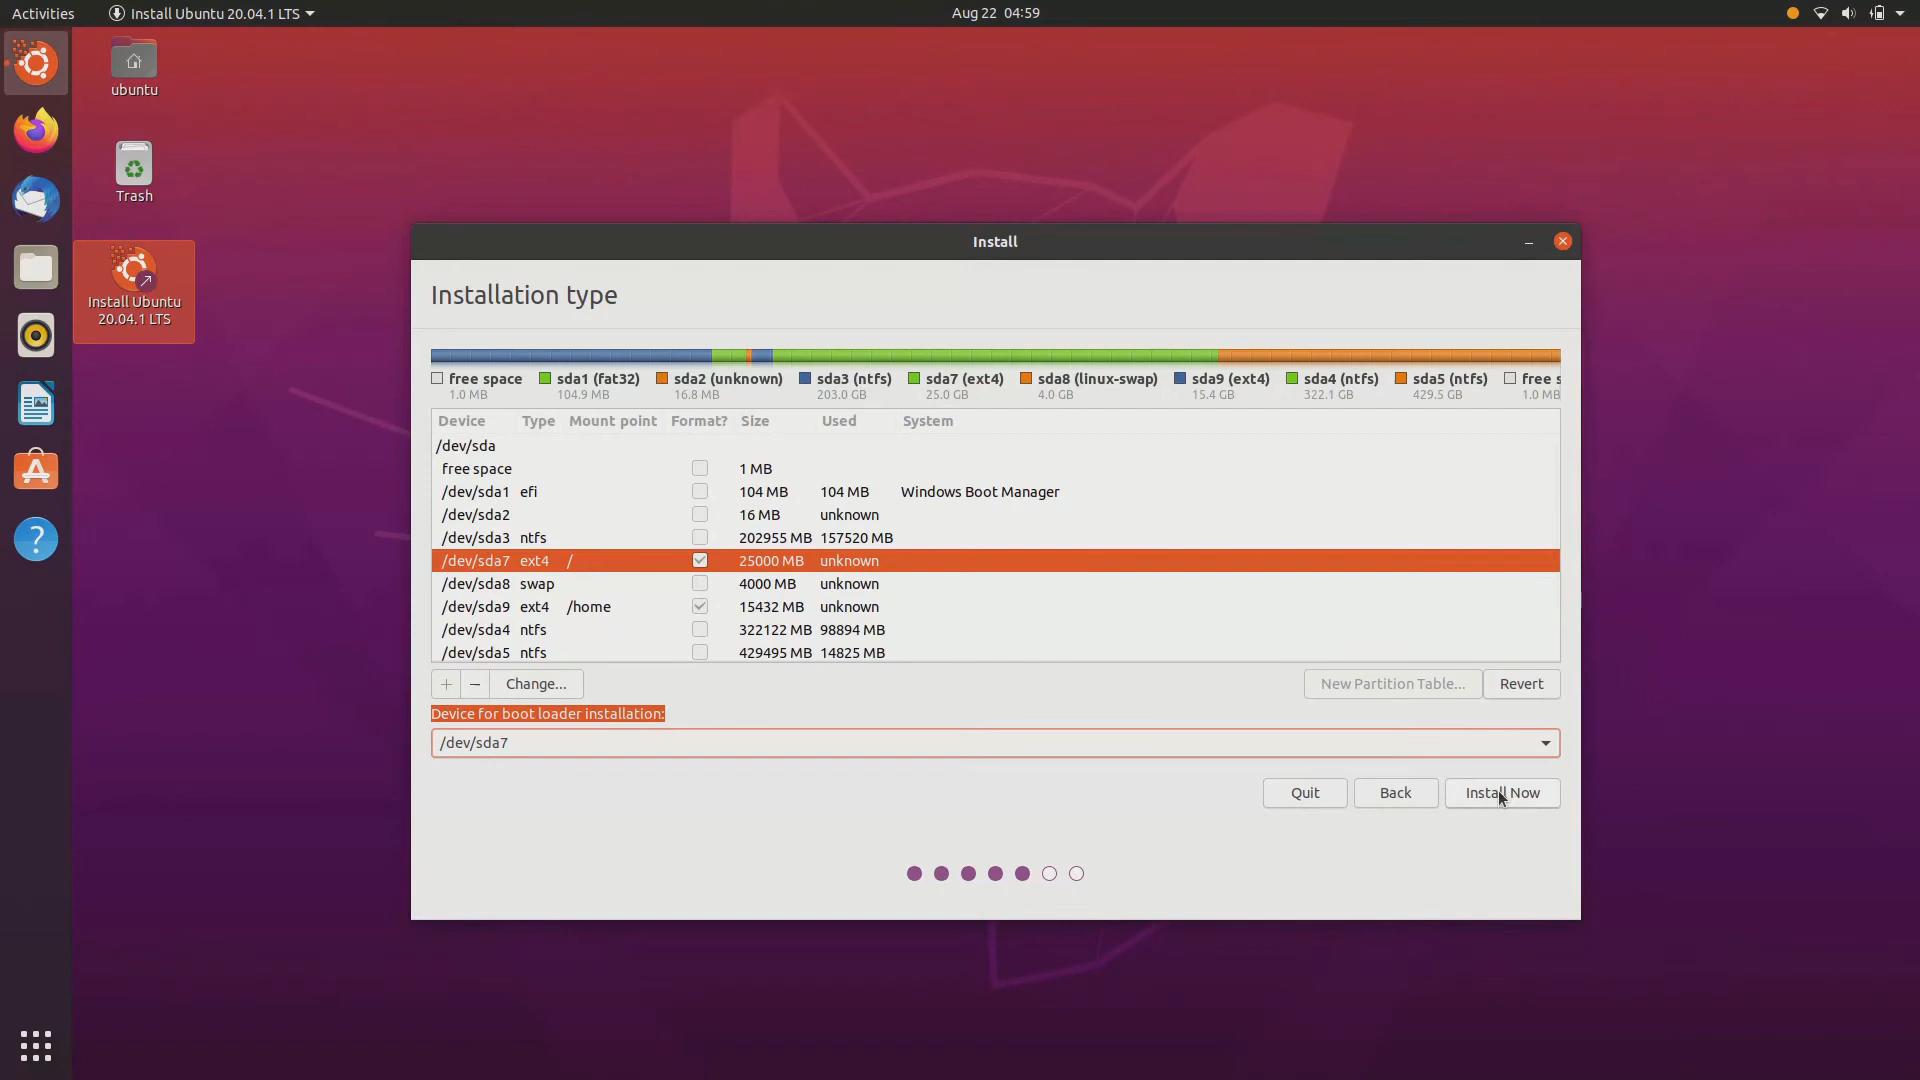 Activities
Install Ubuntu 20.04.1 LTS
Aug 22 04:59
ubuntu
Trash
Install Ubuntu
20.04.1 LTS
Install
Installation type
free space
1.0 MB
sda1 (fat32)
104.9 MB
sda2 (unknown)
16.8 MB
sda3 (ntfs)
203.0 GB
sda7 (ext4)
25.0 GB
sda8 (linux-swap)
4.0 GB
sda9 (ext4)
15.4 GB
sda4 (ntfs)
322.1 GB
sda5 (ntfs)
429.5 GB
free s
1.0 MB
Device Type Mount point Format? Size Used System
/dev/sda
free space 1 MB
/dev/sda1 efi 104 MB 104 MB Windows Boot Manager
/dev/sda2 16 MB unknown
/dev/sda3 ntfs 202955 MB 157520 MB
/dev/sda7 ext4 / 25000 MB unknown
/dev/sda8 swap 4000 MB unknown
/dev/sda9 ext4 /home 15432 MB unknown
/dev/sda4 ntfs 322122 MB 98894 MB
/dev/sda5 ntfs 429495 MB 14825 MB
+ − Change... New Partition Table... Revert
Device for boot loader installation:
/dev/sda7
Quit Back Install Now